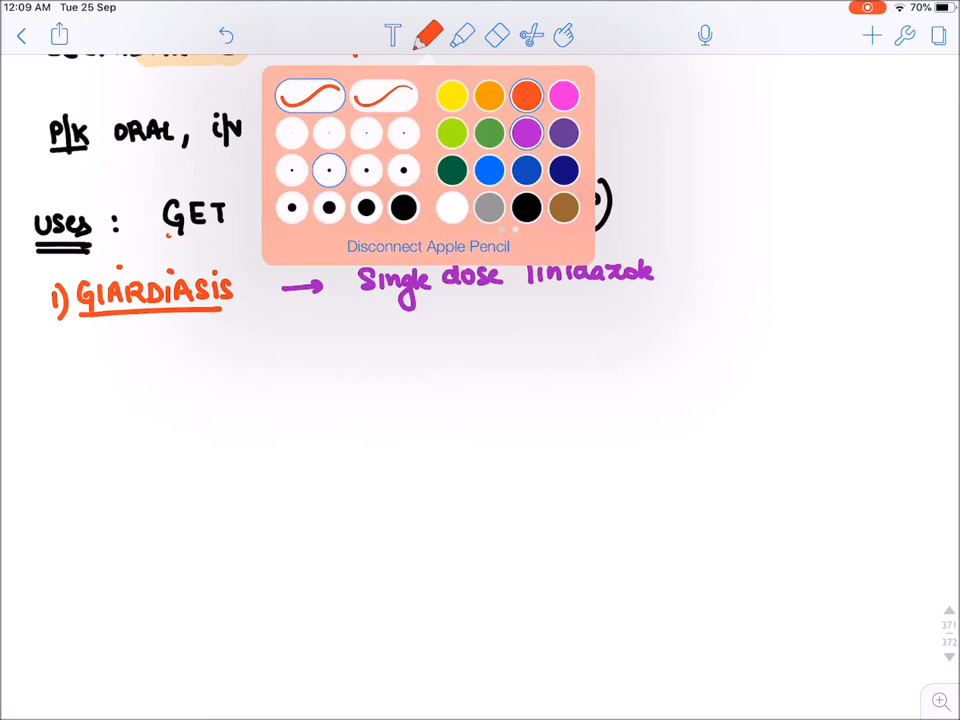 12:09 AM Tue 25 Sep 70%
T
P/K ORAL, i/v
USES : GET
Disconnect Apple Pencil
1) GIARDIASIS → Single dose Tinidazole
371
372